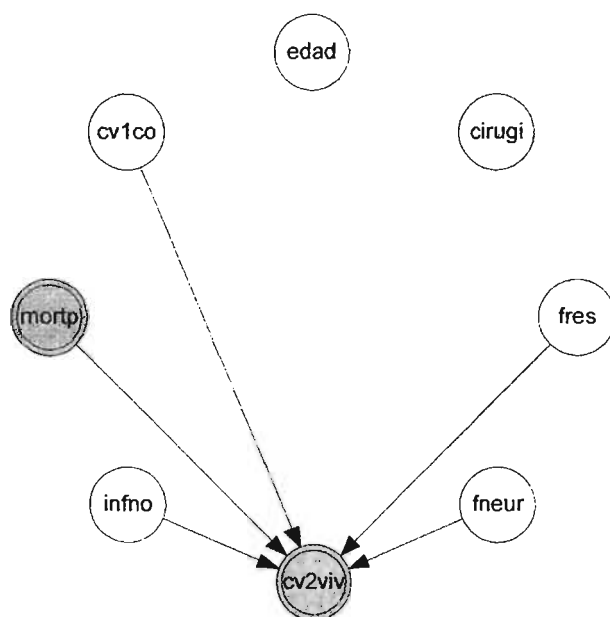 edad
cv1co
cirugi
mortp
fres
infno
fneur
cv2viv